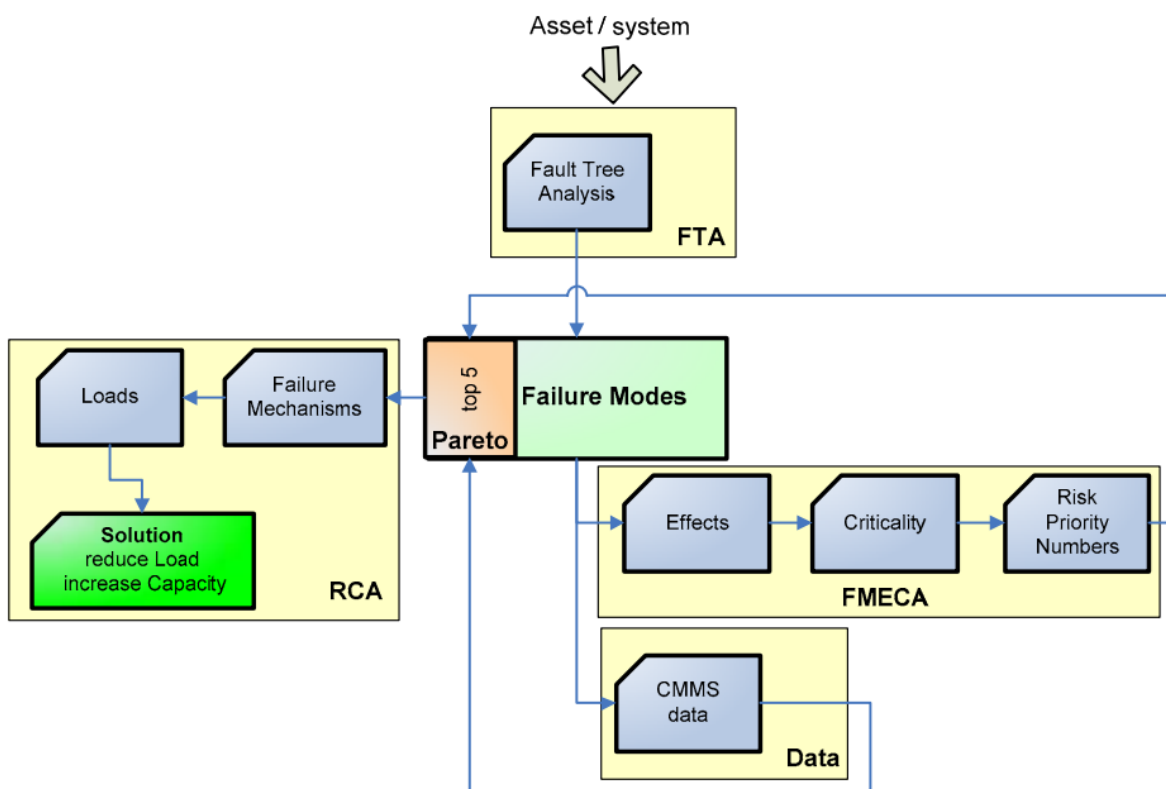 Asset / system
Fault Tree
Analysis
FTA
top 5
Pareto
Failure Modes
Loads
Failure
Mechanisms
Solution
reduce Load
increase Capacity
RCA
Effects
Criticality
Risk
Priority
Numbers
FMECA
CMMS
data
Data